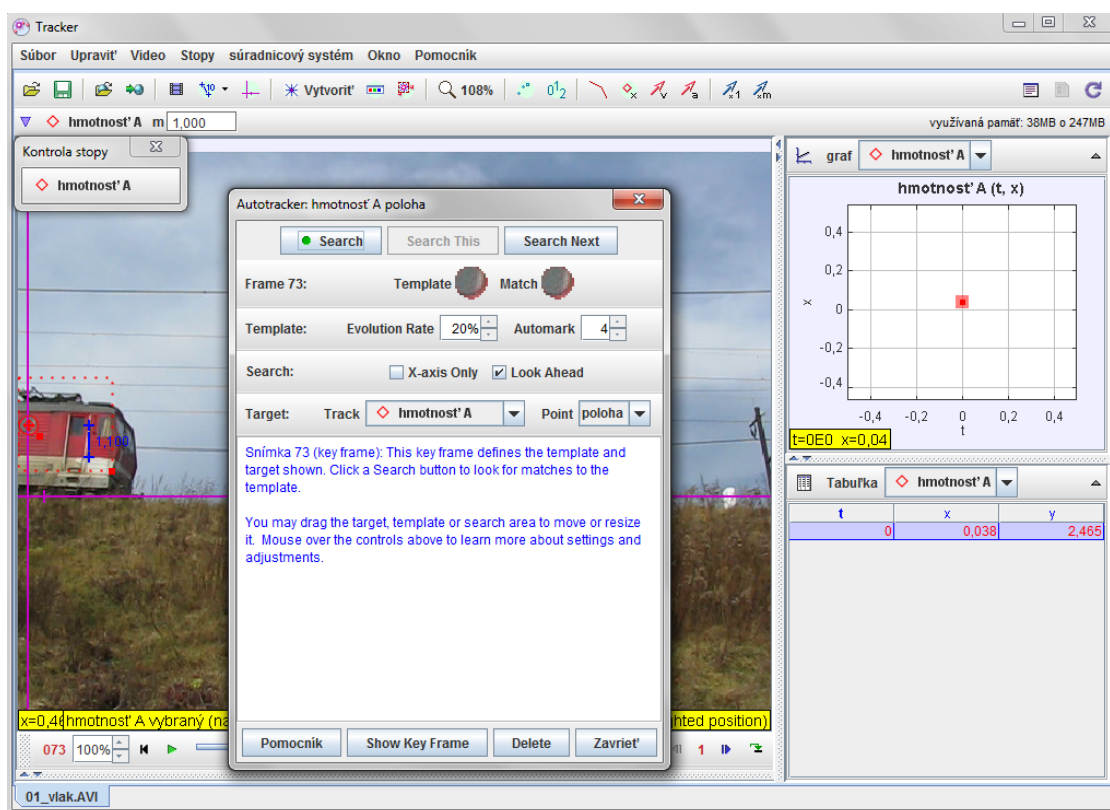 Tracker
Súbor Upraviť Video Stopy súradnicový systém Okno Pomocník
Vytvoriť 108%
hmotnosť A m 1,000 využívaná pamäť: 38MB o 247MB
Kontrola stopy
hmotnosť A
Autotracker: hmotnosť A poloha
Search Search This Search Next
Frame 73: Template Match
Template: Evolution Rate 20% Automark 4
Search: X-axis Only Look Ahead
Target: Track hmotnosť A Point poloha
Snímka 73 (key frame): This key frame defines the template and
target shown. Click a Search button to look for matches to the
template.
You may drag the target, template or search area to move or resize
it. Mouse over the controls above to learn more about settings and
adjustments.
Pomocník Show Key Frame Delete Zavrieť
1,100
x=0,46 hmotnosť A vybraný (na
hted position)
073 100% 1
01_vlak.AVI
graf hmotnosť A
hmotnosť A (t, x)
x
0,4
0,2
0
-0,2
-0,4
-0,4 -0,2 0 0,2 0,4
t
t=0E0 x=0,04
Tabuľka hmotnosť A
t x y
0 0,038 2,465